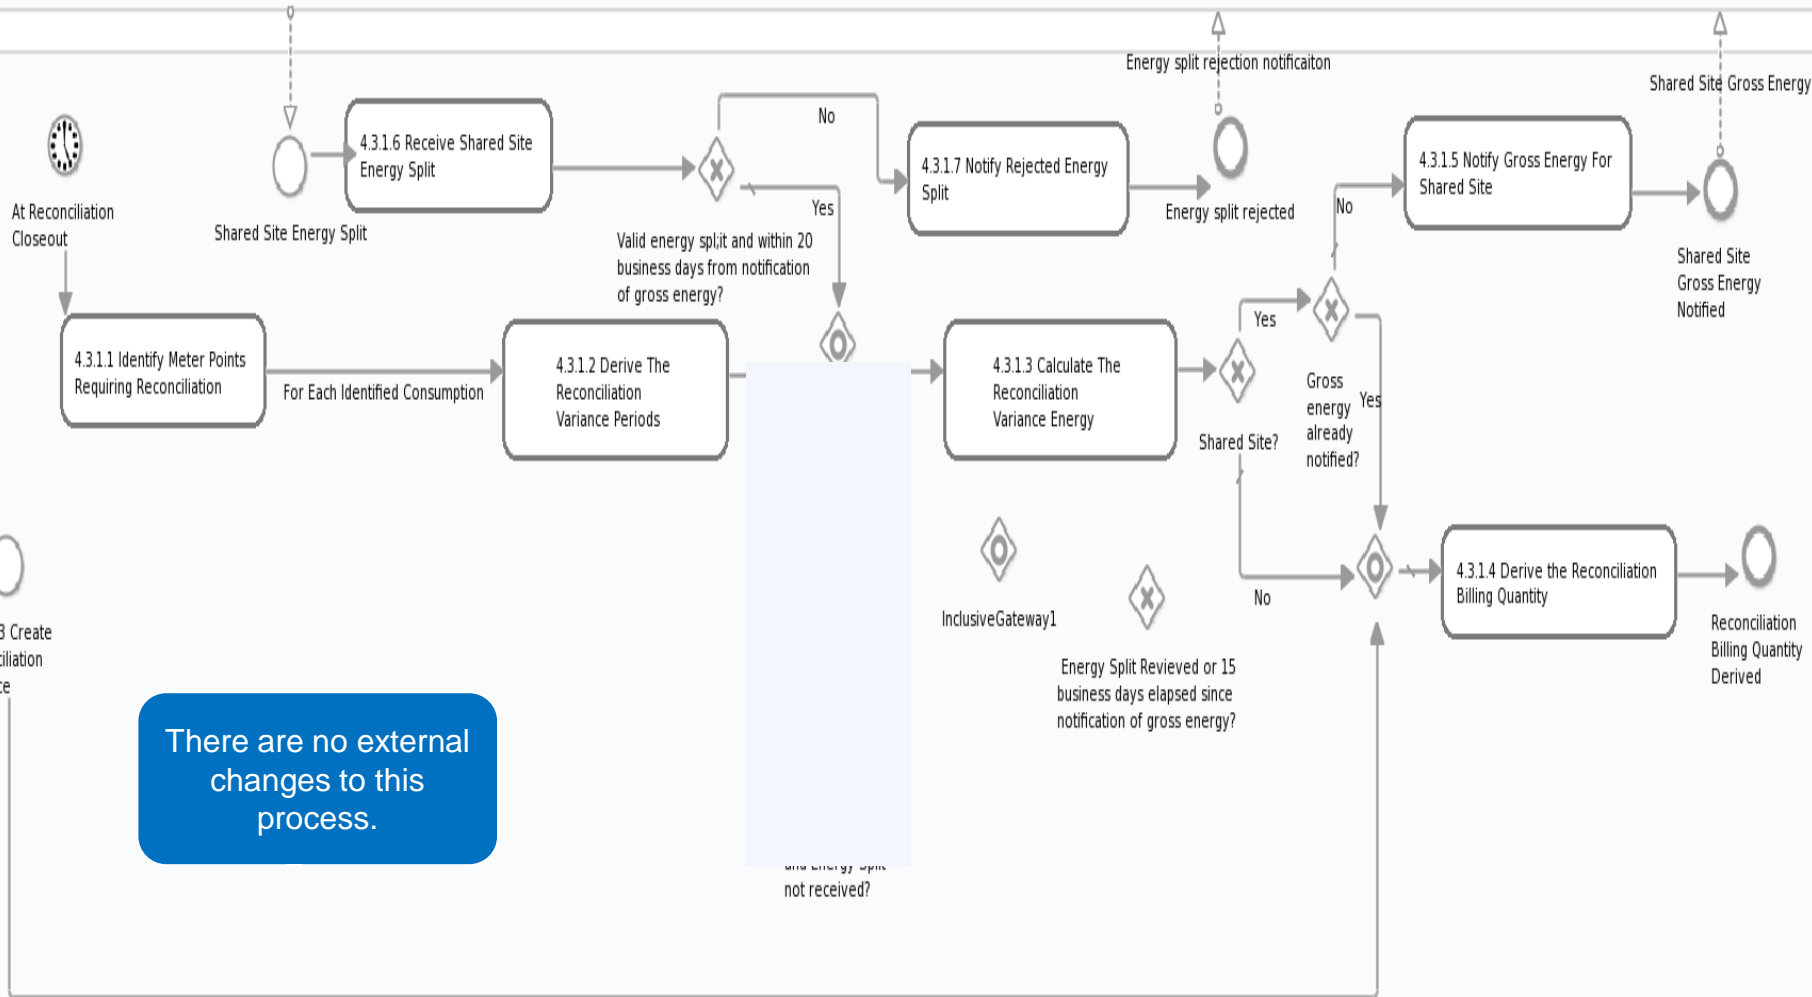 Energy split rejection notificaiton
Shared Site Gross Energy
At Reconciliation
Closeout
4.3.1.6 Receive Shared Site
Energy Split
Shared Site Energy Split
No
Yes
Valid energy spl;it and within 20
business days from notification
of gross energy?
4.3.1.7 Notify Rejected Energy
Split
Energy split rejected
4.3.1.5 Notify Gross Energy For
Shared Site
No
Shared Site
Gross Energy
Notified
4.3.1.1 Identify Meter Points
Requiring Reconciliation
For Each Identified Consumption
4.3.1.2 Derive The
Reconciliation
Variance Periods
4.3.1.3 Calculate The
Reconciliation
Variance Energy
Yes
Shared Site?
Gross
energy
already
notified?
Yes
No
InclusiveGateway1
Energy Split Revieved or 15
business days elapsed since
notification of gross energy?
4.3.1.4 Derive the Reconciliation
Billing Quantity
Reconciliation
Billing Quantity
Derived
3 Create
ciliation
There are no external
changes to this
process.
and Energy Split
not received?